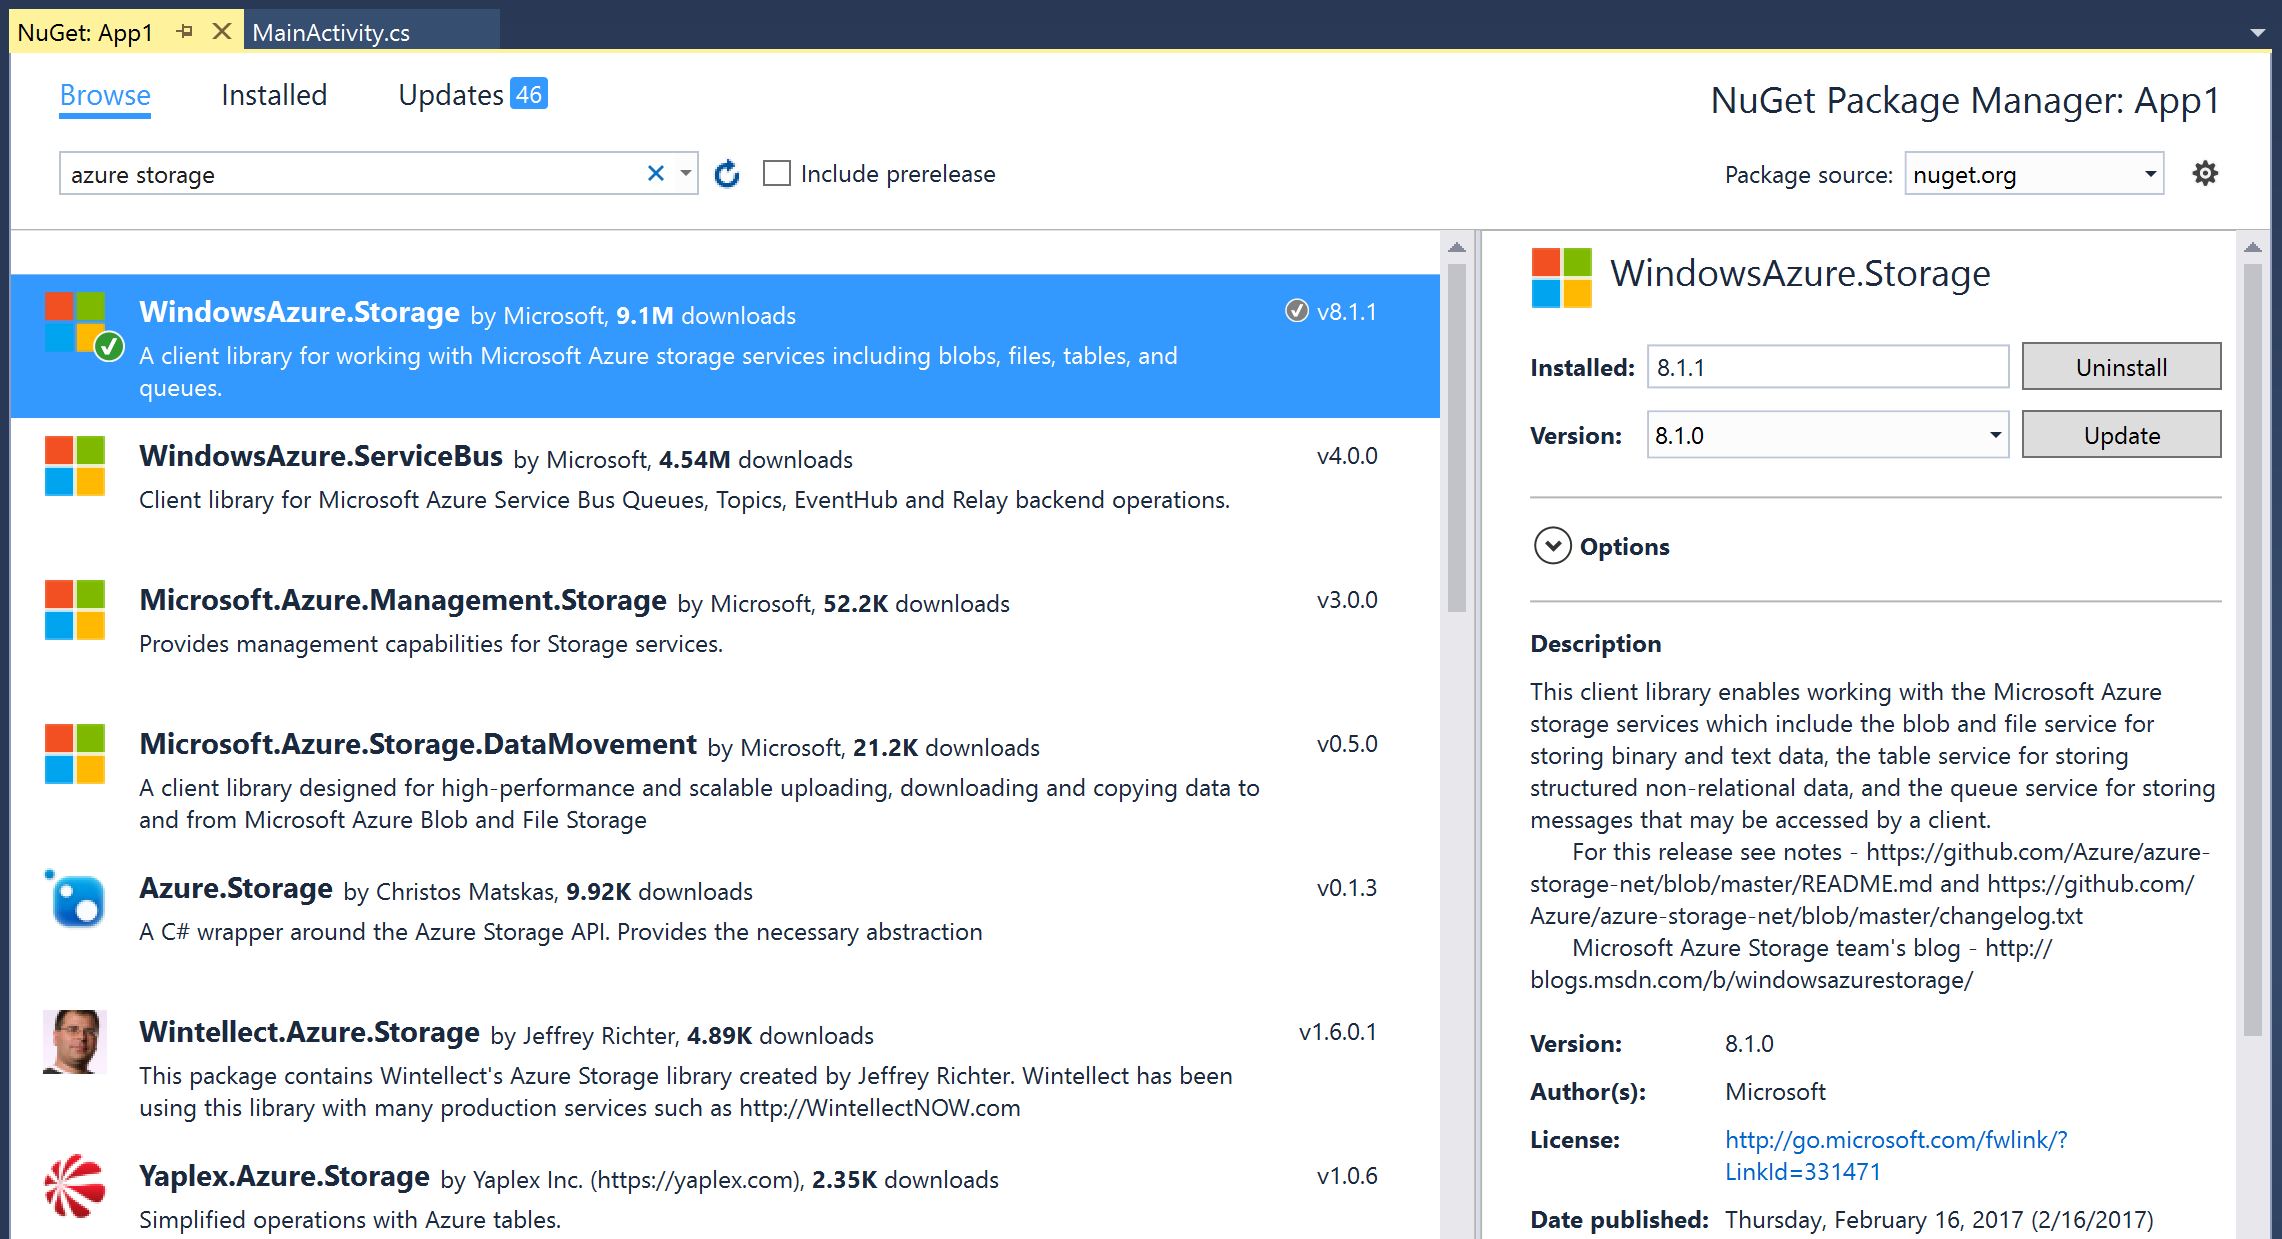 NuGet: App1
MainActivity.cs
Browse Installed Updates 46
NuGet Package Manager: App1
azure storage
Include prerelease
Package source: nuget.org
WindowsAzure.Storage by Microsoft, 9.1M downloads v8.1.1
A client library for working with Microsoft Azure storage services including blobs, files, tables, and
queues.
WindowsAzure.ServiceBus by Microsoft, 4.54M downloads v4.0.0
Client library for Microsoft Azure Service Bus Queues, Topics, EventHub and Relay backend operations.
Microsoft.Azure.Management.Storage by Microsoft, 52.2K downloads v3.0.0
Provides management capabilities for Storage services.
Microsoft.Azure.Storage.DataMovement by Microsoft, 21.2K downloads v0.5.0
A client library designed for high-performance and scalable uploading, downloading and copying data to
and from Microsoft Azure Blob and File Storage
Azure.Storage by Christos Matskas, 9.92K downloads v0.1.3
A C# wrapper around the Azure Storage API. Provides the necessary abstraction
Wintellect.Azure.Storage by Jeffrey Richter, 4.89K downloads v1.6.0.1
This package contains Wintellect's Azure Storage library created by Jeffrey Richter. Wintellect has been
using this library with many production services such as http://WintellectNOW.com
Yaplex.Azure.Storage by Yaplex Inc. (https://yaplex.com), 2.35K downloads v1.0.6
Simplified operations with Azure tables.
WindowsAzure.Storage
Installed: 8.1.1 Uninstall
Version: 8.1.0 Update
Options
Description
This client library enables working with the Microsoft Azure
storage services which include the blob and file service for
storing binary and text data, the table service for storing
structured non-relational data, and the queue service for storing
messages that may be accessed by a client.
For this release see notes - https://github.com/Azure/azure-
storage-net/blob/master/README.md and https://github.com/
Azure/azure-storage-net/blob/master/changelog.txt
Microsoft Azure Storage team's blog - http://
blogs.msdn.com/b/windowsazurestorage/
Version: 8.1.0
Author(s): Microsoft
License: http://go.microsoft.com/fwlink/?
LinkId=331471
Date published: Thursday, February 16, 2017 (2/16/2017)